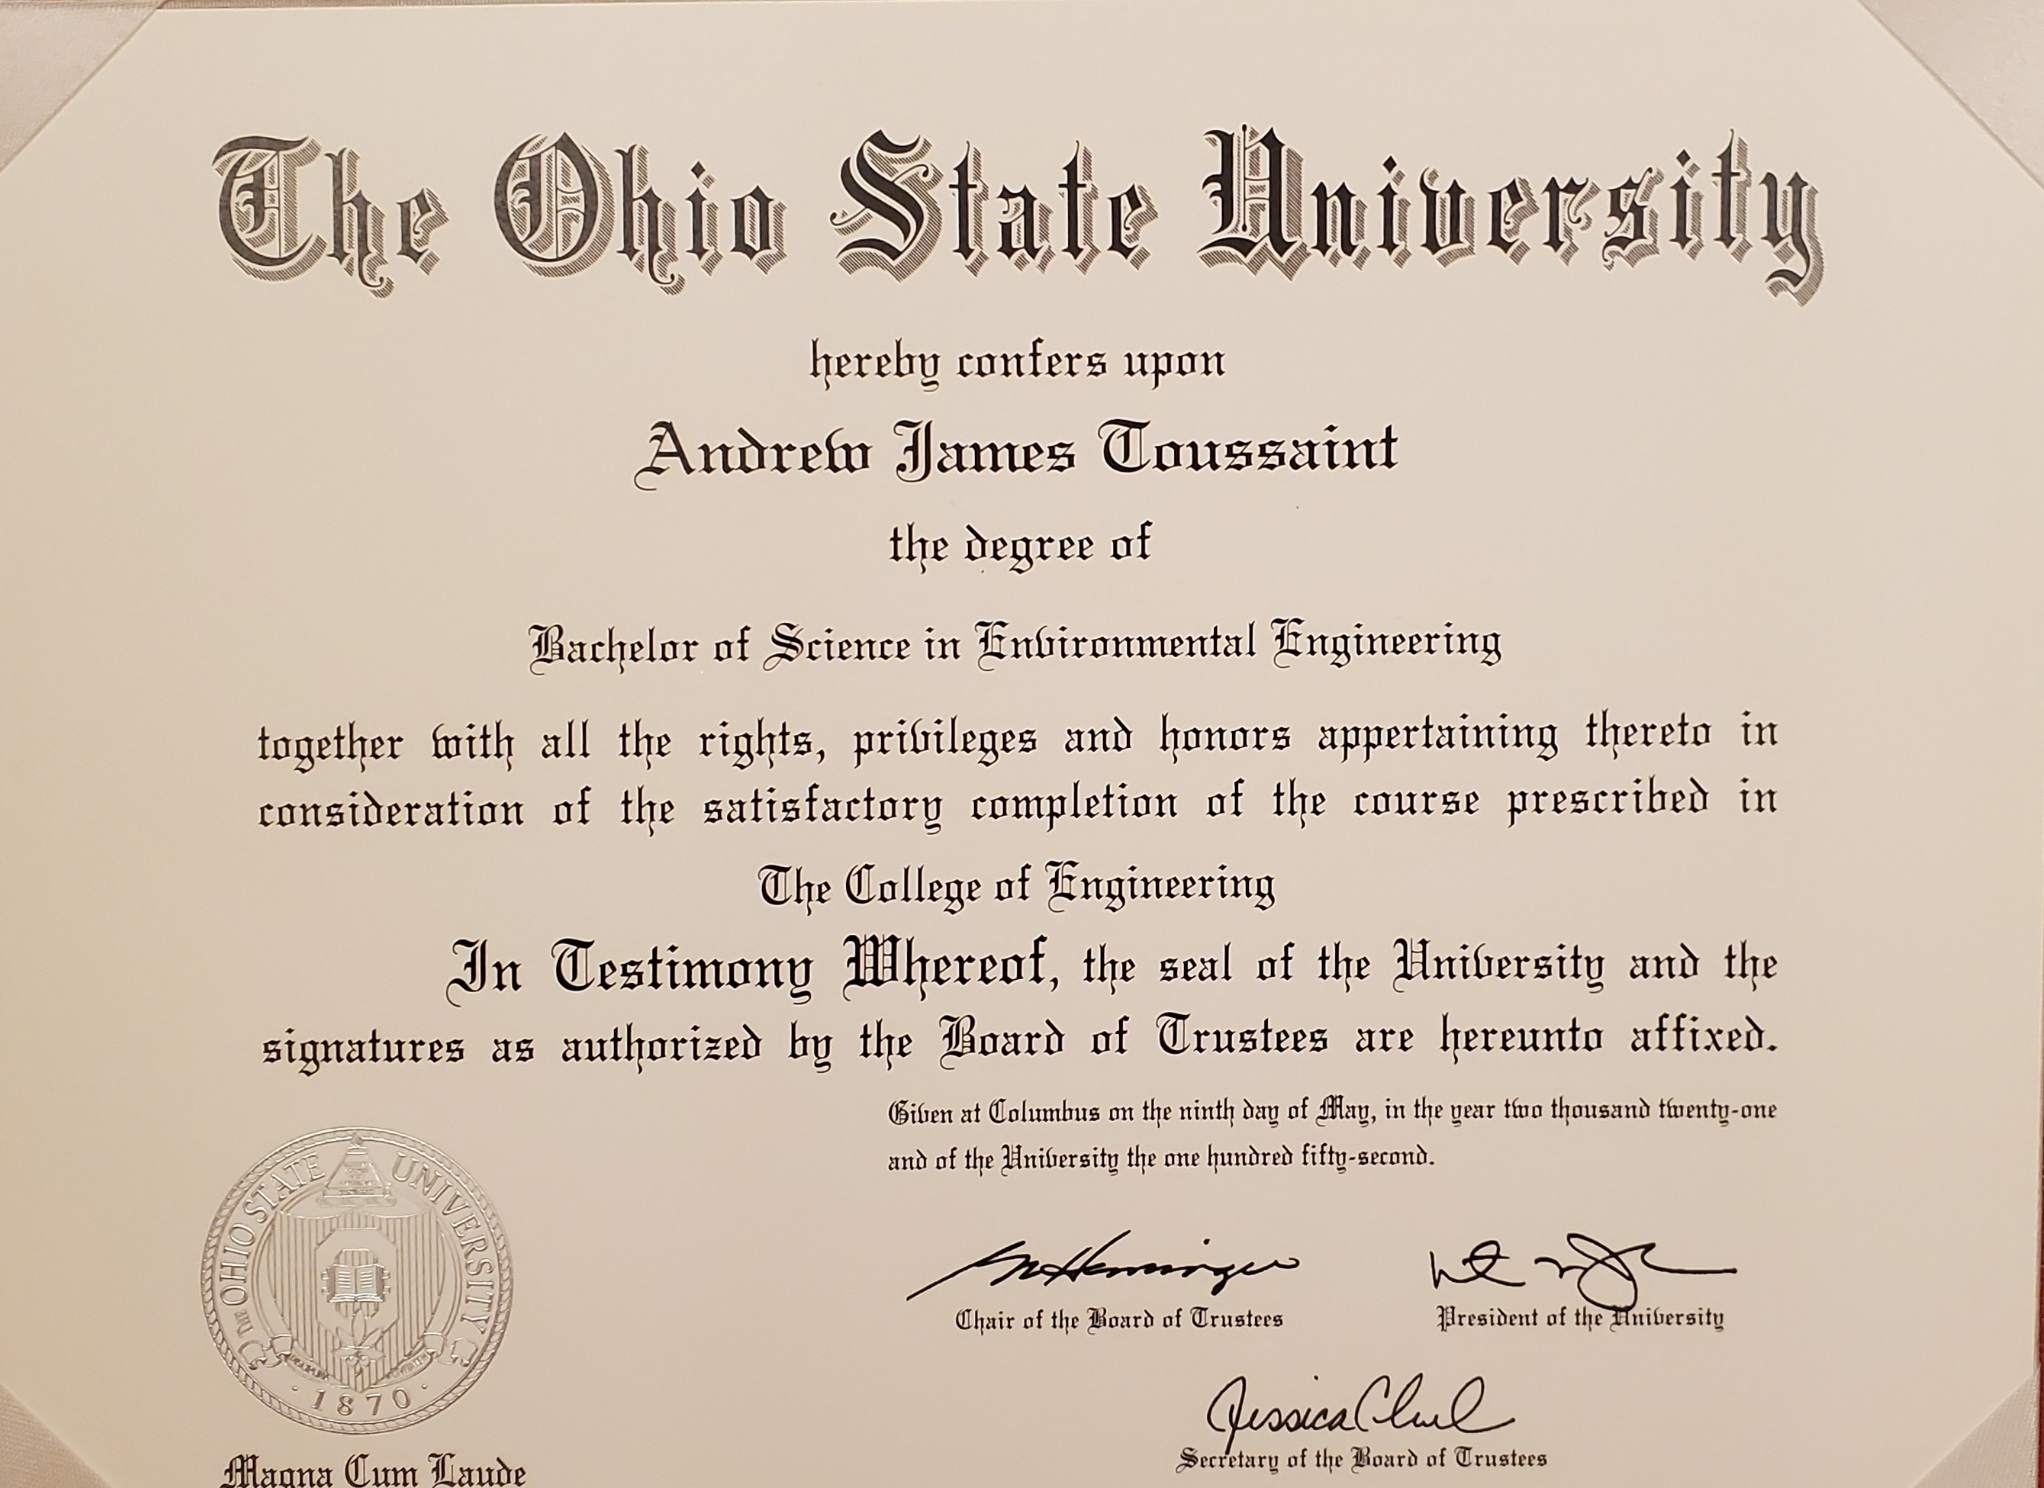 The Ohio State University
hereby confers upon
Andrew James Toussaint
the degree of
Bachelor of Science in Environmental Engineering
together with all the rights, privileges and honors appertaining thereto in
consideration of the satisfactory completion of the course prescribed in
The College of Engineering
In Testimony Whereof, the seal of the University and the
signatures as authorized by the Board of Trustees are hereunto affixed.
Given at Columbus on the ninth day of May, in the year two thousand twenty-one
and of the University the one hundred fifty-second.
THE OHIO STATE UNIVERSITY
1870
Chair of the Board of Trustees
President of the University
Jessica
Secretary of the Board of Trustees
Magna Cum Laude